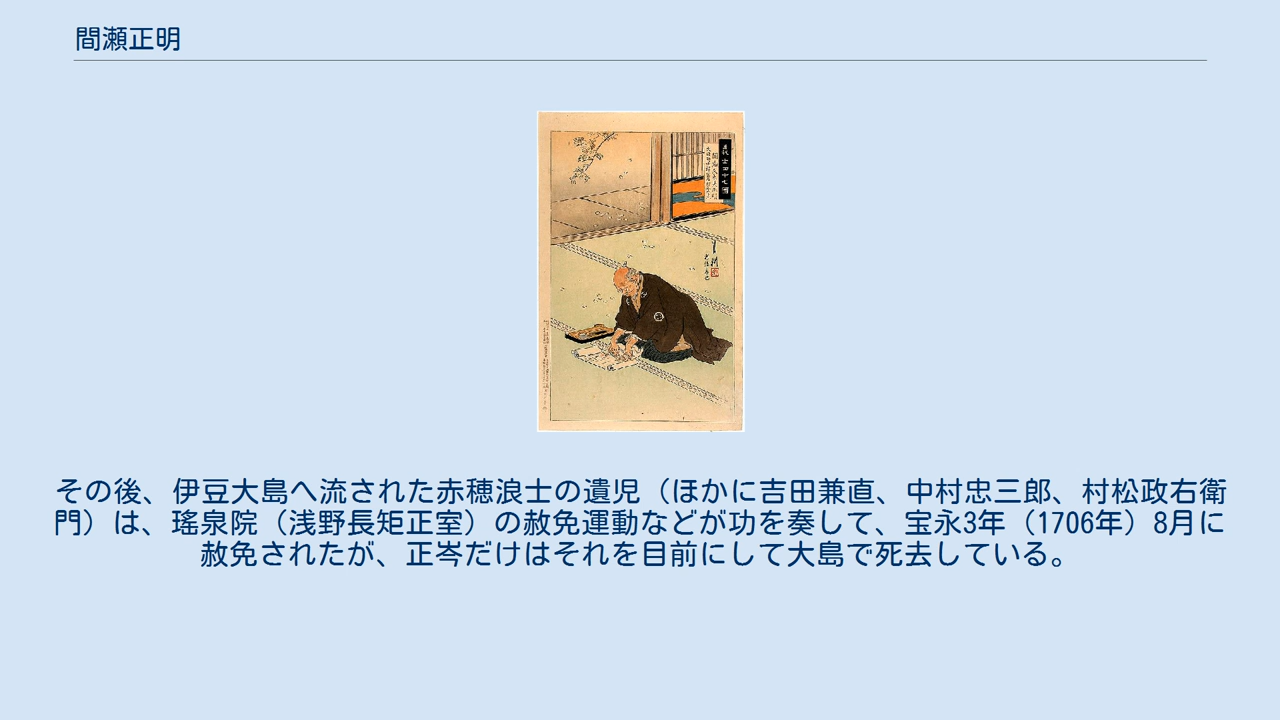 間瀬正明
その後、伊豆大島へ流された赤穂浪士の遺児（ほかに吉田兼直、中村忠三郎、村松政右衛
門）は、瑤泉院（浅野長矩正室）の赦免運動などが功を奏して、宝永3年（1706年）8月に
赦免されたが、正岑だけはそれを目前にして大島で死去している。